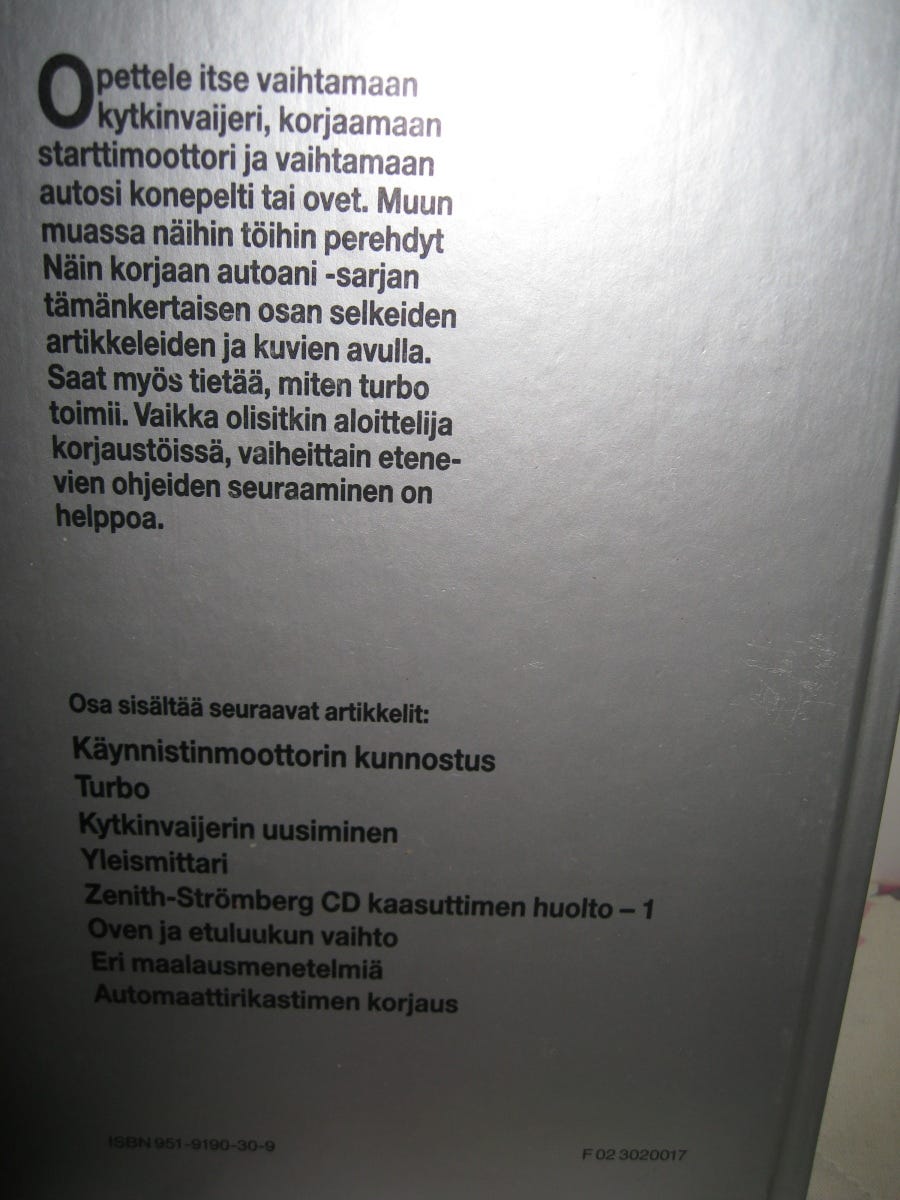 Opettele itse vaihtamaan
kytkinvaijeri, korjaamaan
starttimoottori ja vaihtamaan
autosi konepelti tai ovet. Muun
muassa näihin töihin perehdyt
Näin korjaan autoani -sarjan
tämänkertaisen osan selkeiden
artikkeleiden ja kuvien avulla.
Saat myös tietää, miten turbo
toimii. Vaikka olisitkin aloittelija
korjaustöissä, vaiheittain etene-
vien ohjeiden seuraaminen on
helppoa.
Osa sisältää seuraavat artikkelit:
Käynnistinmoottorin kunnostus
Turbo
Kytkinvaijerin uusiminen
Yleismittari
Zenith-Strömberg CD kaasuttimen huolto – 1
Oven ja etuluukun vaihto
Eri maalausmenetelmiä
Automaattirikastimen korjaus
ISBN 951-9190-30-9
F 02 3020017